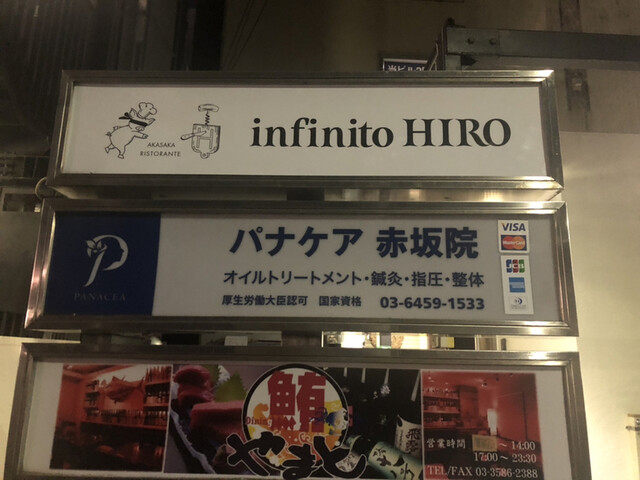 AKASAKA
RISTORANTE
infinito HIRO
PANACEA
パナケア 赤坂院
オイルトリートメント・鍼灸・指圧・整体
厚生労働大臣認可 国家資格 03-6459-1533
VISA
MasterCard
JCB
鮪
やまと
営業時間
～14:00
17:00～23:30
TEL/FAX 03-3586-2388